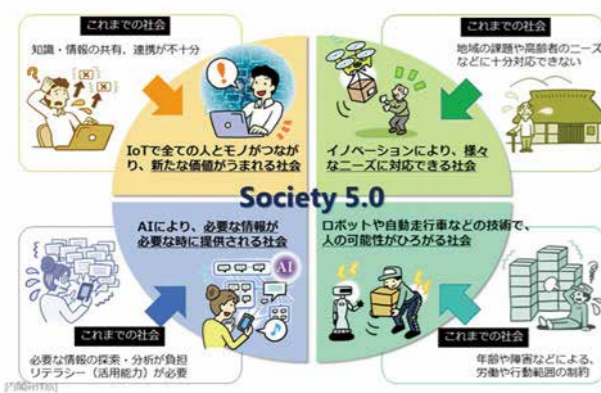 これまでの社会
知識・情報の共有、連携が不十分
これまでの社会
地域の課題や高齢者のニーズ
などに十分対応できない
IoTで全ての人とモノがつなが
り、新たな価値がうまれる社会
イノベーションにより、様々
なニーズに対応できる社会
Society 5.0
AIにより、必要な情報が
必要な時に提供される社会
ロボットや自動走行車などの技術で、
人の可能性がひろがる社会
AI
これまでの社会
必要な情報の探索・分析が負担
リテラシー（活用能力）が必要
これまでの社会
年齢や障害などによる、
労働や行動範囲の制約